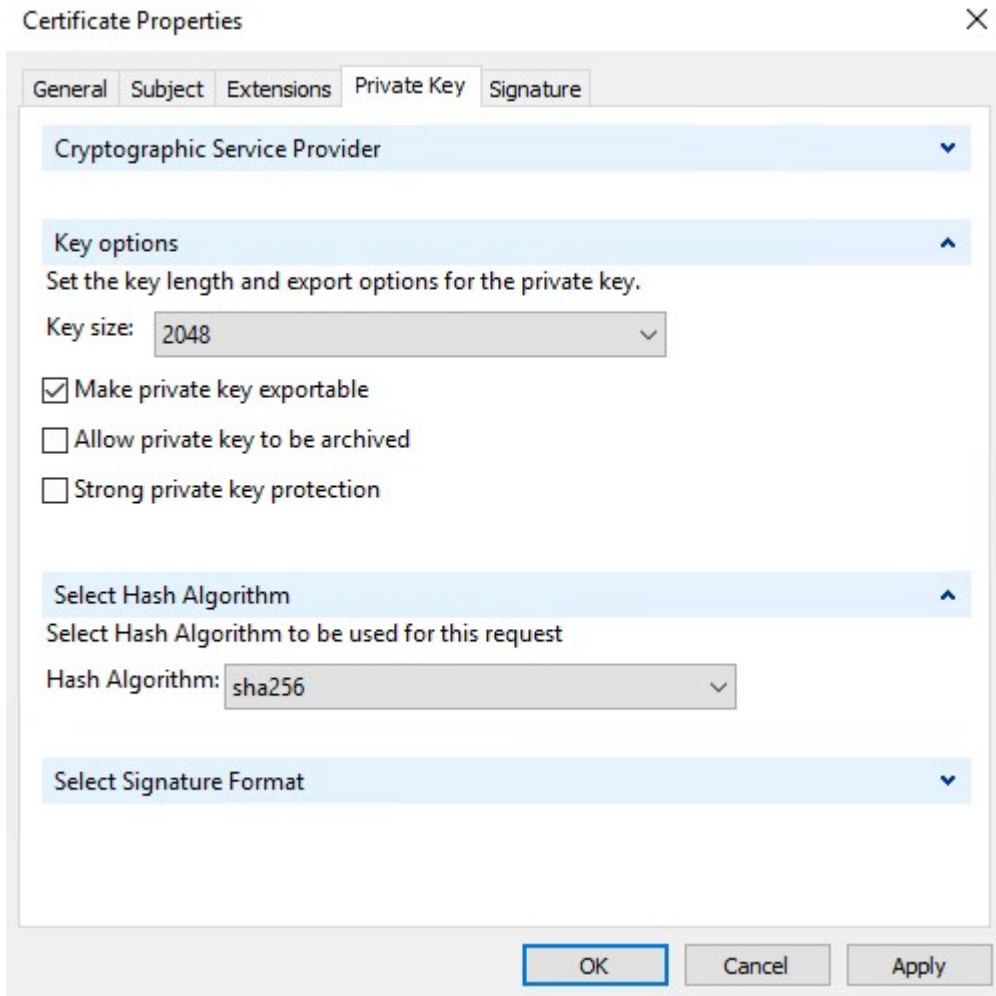 Certificate Properties
General Subject Extensions Private Key Signature
Cryptographic Service Provider
Key options
Set the key length and export options for the private key.
Key size: 2048
Make private key exportable
Allow private key to be archived
Strong private key protection
Select Hash Algorithm
Select Hash Algorithm to be used for this request
Hash Algorithm: sha256
Select Signature Format
OK Cancel Apply